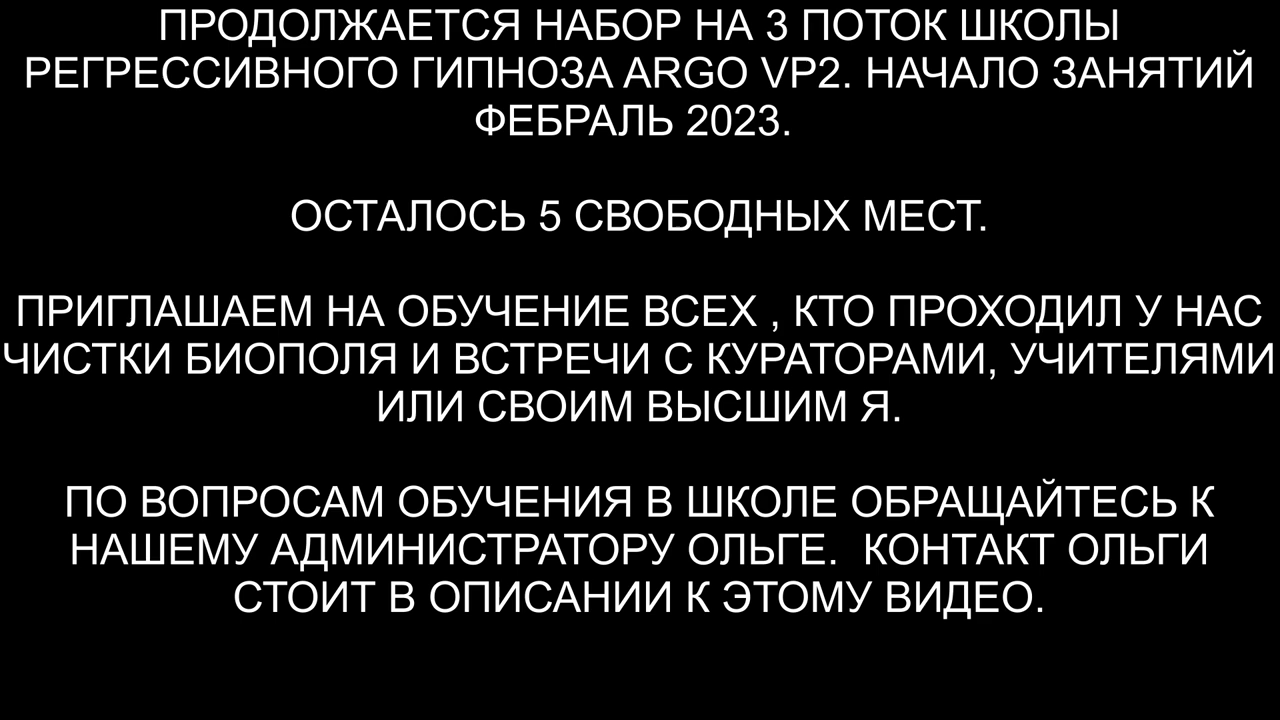 ПРОДОЛЖАЕТСЯ НАБОР НА 3 ПОТОК ШКОЛЫ
РЕГРЕССИВНОГО ГИПНОЗА ARGO VP2. НАЧАЛО ЗАНЯТИЙ
ФЕВРАЛЬ 2023.
ОСТАЛОСЬ 5 СВОБОДНЫХ МЕСТ.
ПРИГЛАШАЕМ НА ОБУЧЕНИЕ ВСЕХ , КТО ПРОХОДИЛ У НАС
ЧИСТКИ БИОПОЛЯ И ВСТРЕЧИ С КУРАТОРАМИ, УЧИТЕЛЯМИ
ИЛИ СВОИМ ВЫСШИМ Я.
ПО ВОПРОСАМ ОБУЧЕНИЯ В ШКОЛЕ ОБРАЩАЙТЕСЬ К
НАШЕМУ АДМИНИСТРАТОРУ ОЛЬГЕ.  КОНТАКТ ОЛЬГИ
СТОИТ В ОПИСАНИИ К ЭТОМУ ВИДЕО.